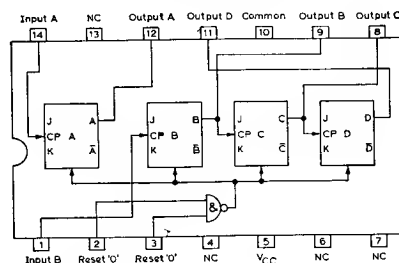 Input A NC Output A Output D Common Output B Output C
14 13 12 11 10 9 8
J A J B J C J D
CP A CP B CP C CP D
K A̅ K B̅ K C̅ K D̅
&
1 2 3 4 5 6 7
Input B Reset '0' Reset '0' NC VCC NC NC